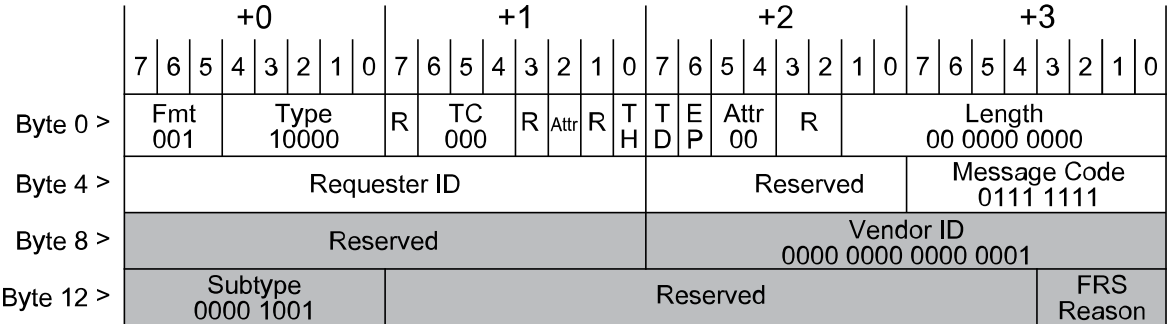 +0 +1 +2 +3
7 6 5 4 3 2 1 0 7 6 5 4 3 2 1 0 7 6 5 4 3 2 1 0 7 6 5 4 3 2 1 0
Byte 0 > Fmt Type R TC R Attr R T T E Attr R Length
001 10000 000 H D P 00 00 0000 0000
Byte 4 > Requester ID Reserved Message Code
0111 1111
Byte 8 > Reserved Vendor ID
0000 0000 0000 0001
Byte 12 > Subtype Reserved FRS
0000 1001 Reason